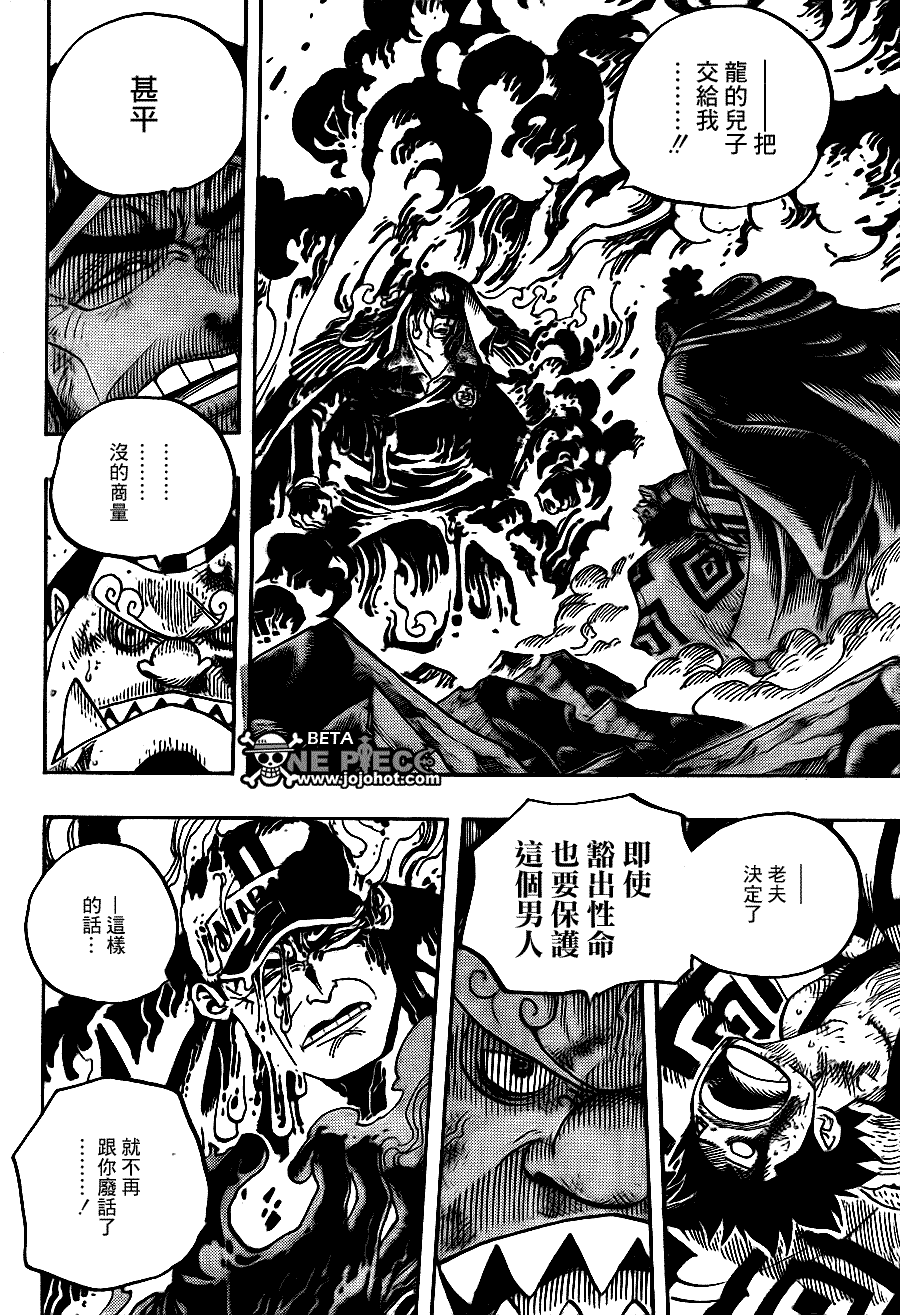 ——把
龍的兒子
交給我
………!!
甚平
………
………
沒的商量
BETA
ONE PIECE
www.jojohot.com
老夫
決定了
即使
豁出性命
也要保護
這個男人
—這樣
的話…
就不再
跟你廢話了
………!